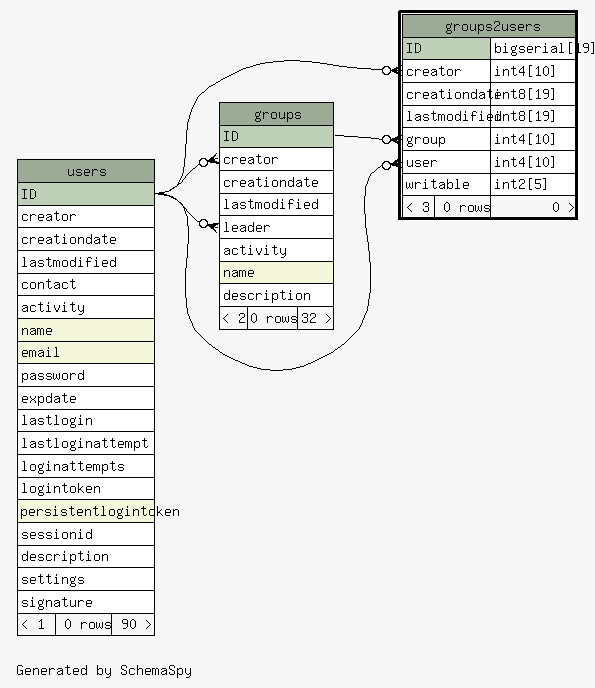 groups2users
ID bigserial[19]
creator int4[10]
creationdate int8[19]
lastmodified int8[19]
group int4[10]
user int4[10]
writable int2[5]
< 3 0 rows 0 >
groups
ID
creator
creationdate
lastmodified
leader
activity
name
description
< 2 0 rows 32 >
users
ID
creator
creationdate
lastmodified
contact
activity
name
email
password
expdate
lastlogin
lastloginattempt
loginattempts
logintoken
persistentlogintoken
sessionid
description
settings
signature
< 1 0 rows 90 >
Generated by SchemaSpy